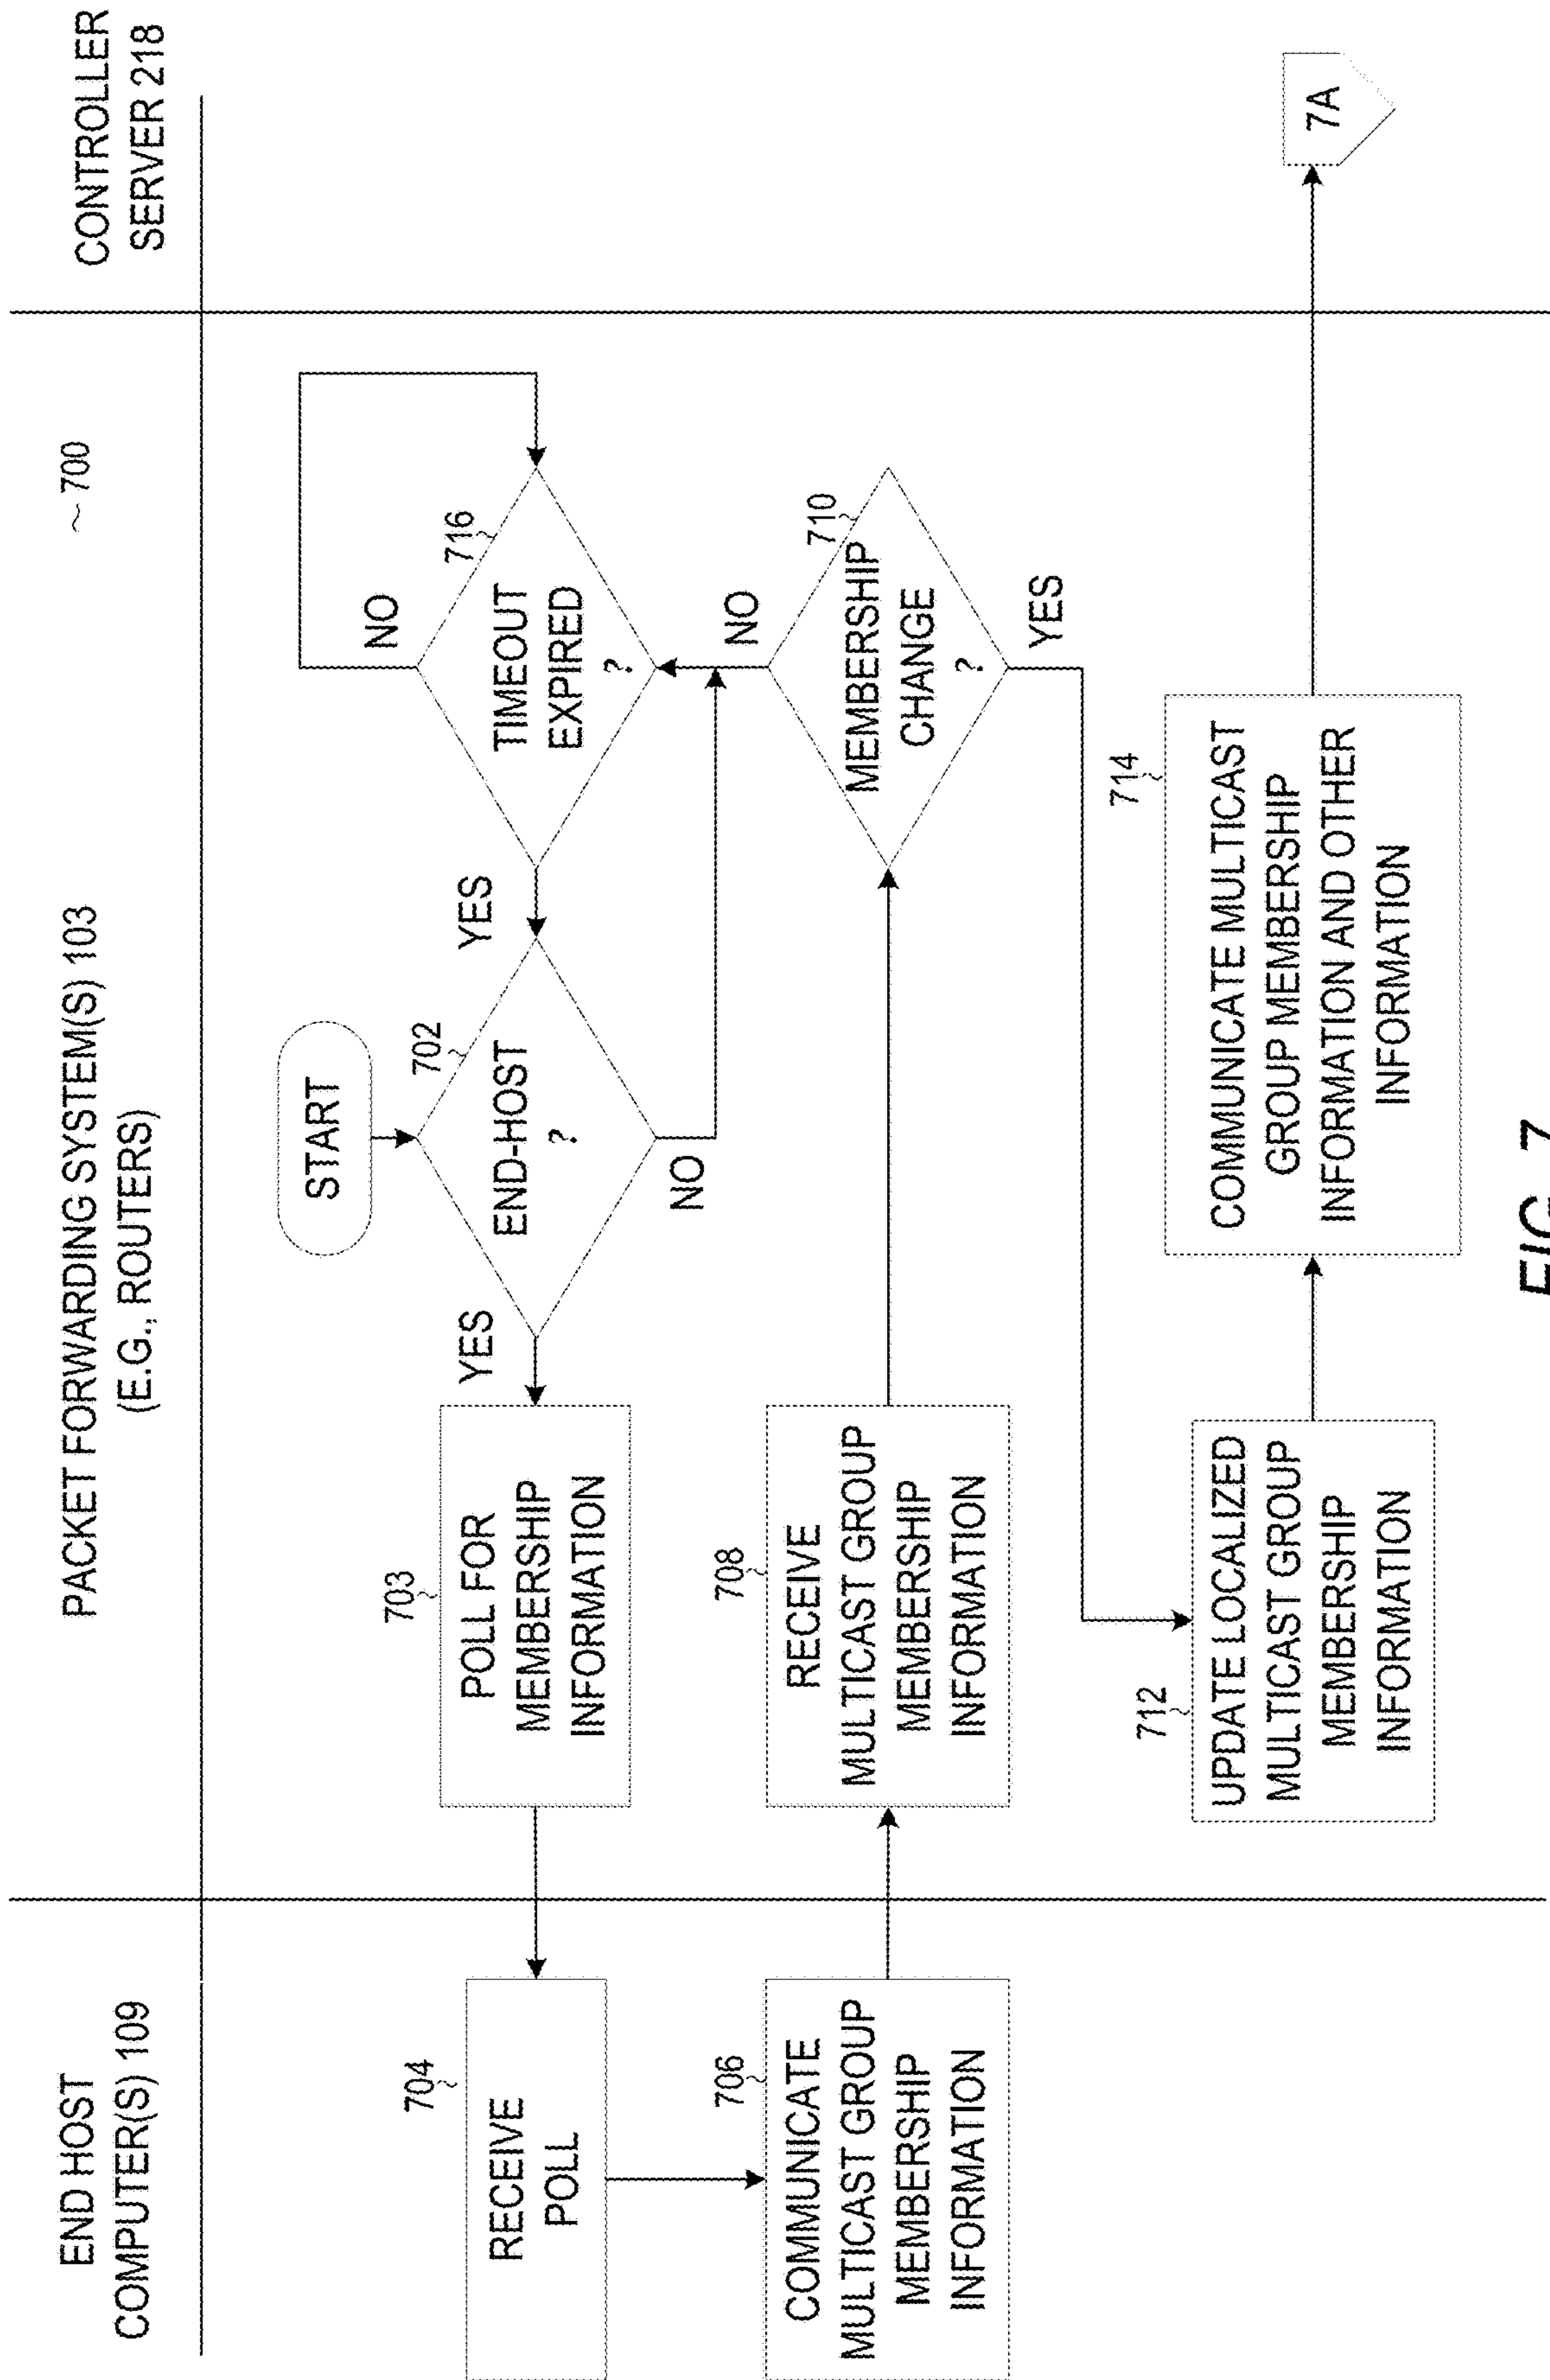 END HOST
COMPUTER(S) 109
PACKET FORWARDING SYSTEM(S) 103
(E.G., ROUTERS)
~ 700
CONTROLLER
SERVER 218
START
704
RECEIVE
POLL
703
POLL FOR
MEMBERSHIP
INFORMATION
YES
702
END-HOST
?
NO
YES
716
TIMEOUT
EXPIRED
?
NO
706
COMMUNICATE
MULTICAST GROUP
MEMBERSHIP
INFORMATION
708
RECEIVE
MULTICAST GROUP
MEMBERSHIP
INFORMATION
710
MEMBERSHIP
CHANGE
?
NO
YES
712
UPDATE LOCALIZED
MULTICAST GROUP
MEMBERSHIP
INFORMATION
714
COMMUNICATE MULTICAST
GROUP MEMBERSHIP
INFORMATION AND OTHER
INFORMATION
7A
FIG. 7